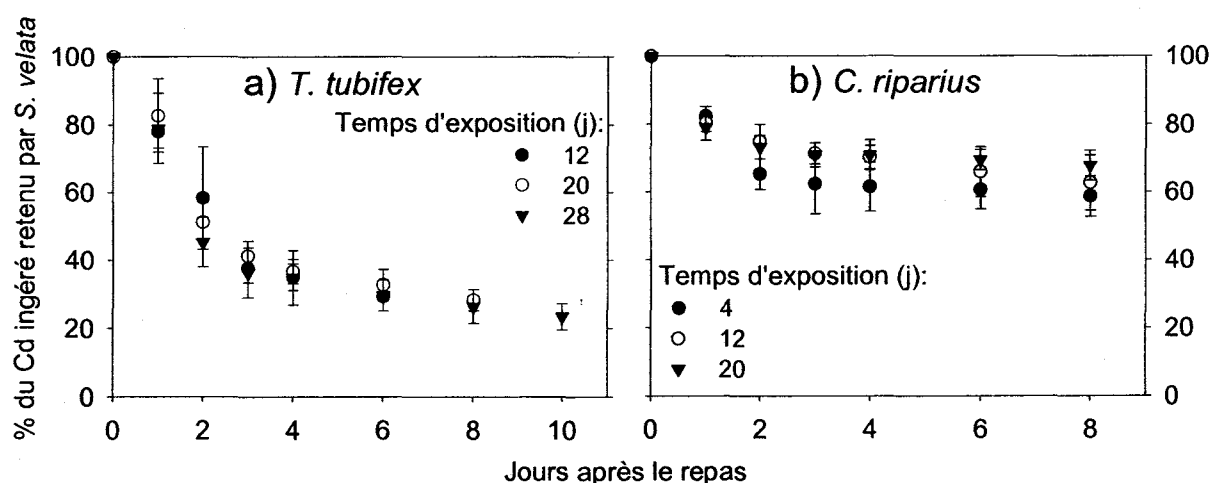 % du Cd ingéré retenu par S. velata
100
80
60
40
20
0
a) T. tubifex
Temps d'exposition (j):
12
20
28
0 2 4 6 8 10
b) C. riparius
Temps d'exposition (j):
4
12
20
100
80
60
40
20
0
0 2 4 6 8
Jours après le repas